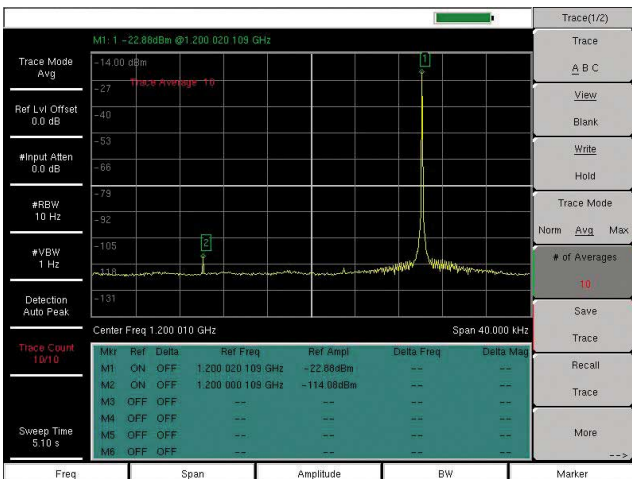 Trace(1/2)
M1: 1 -22.88dBm @1.200 020 109 GHz
Trace Mode
Avg
Ref Lvl Offset
0.0 dB
#Input Atten
0.0 dB
#RBW
10 Hz
#VBW
1 Hz
Detection
Auto Peak
Trace Count
10/10
Sweep Time
5.10 s
-14.00 dBm
Trace Average 10
-27
-40
-53
-66
-79
-92
-105
-118
-131
1
2
Center Freq 1.200 010 GHz
Span 40.000 kHz
Mkr Ref Delta Ref Freq Ref Ampl Delta Freq Delta Mag
M1 ON OFF 1.200 020 109 GHz -22.88dBm -- --
M2 ON OFF 1.200 000 109 GHz -114.08dBm -- --
M3 OFF OFF -- -- -- --
M4 OFF OFF -- -- -- --
M5 OFF OFF -- -- -- --
M6 OFF OFF -- -- -- --
Trace
A B C
View
Blank
Write
Hold
Trace Mode
Norm Avg Max
# of Averages
10
Save
Trace
Recall
Trace
More
-->
Freq
Span
Amplitude
BW
Marker